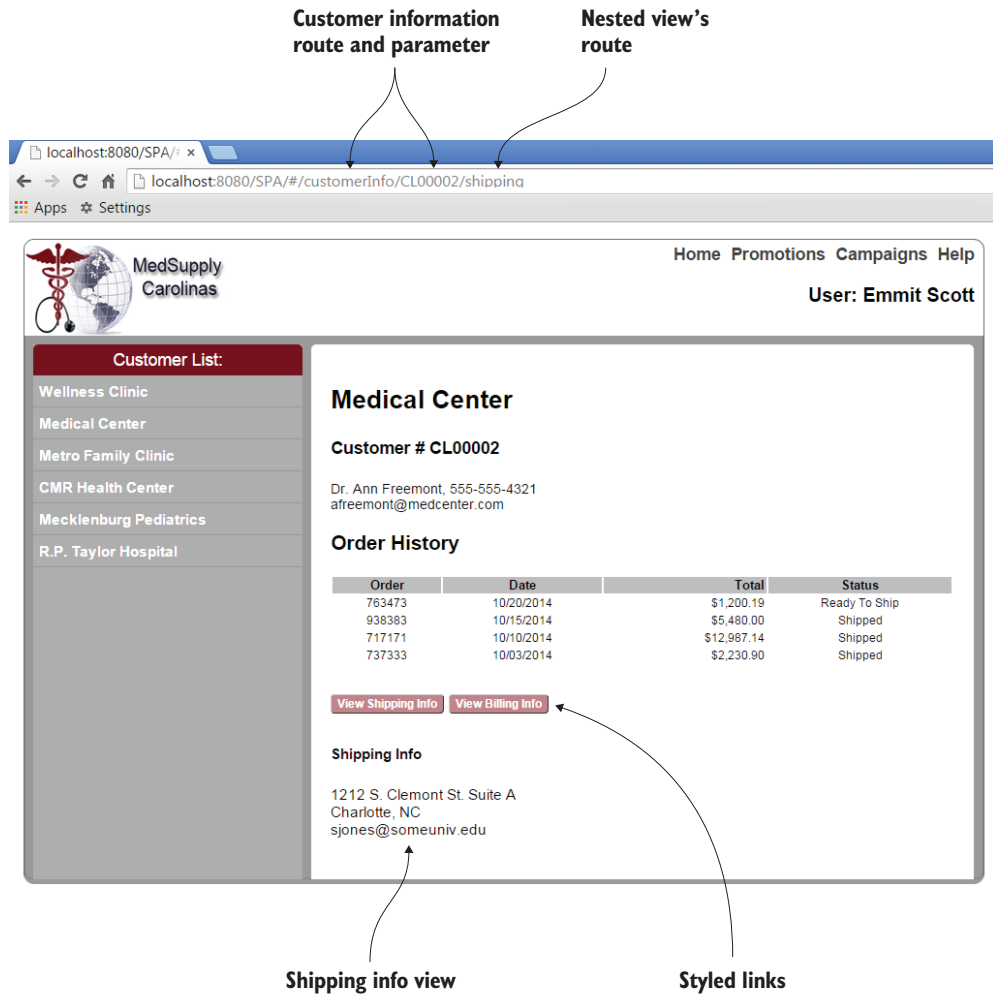 Customer information
route and parameter
Nested view's
route
localhost:8080/SPA/#
localhost:8080/SPA/#/customerInfo/CL00002/shipping
Apps Settings
MedSupply
Carolinas
Home Promotions Campaigns Help
User: Emmit Scott
Customer List:
Wellness Clinic
Medical Center
Metro Family Clinic
CMR Health Center
Mecklenburg Pediatrics
R.P. Taylor Hospital
Medical Center
Customer # CL00002
Dr. Ann Freemont, 555-555-4321
afreemont@medcenter.com
Order History
Order Date Total Status
763473 10/20/2014 $1,200.19 Ready To Ship
938383 10/15/2014 $5,480.00 Shipped
717171 10/10/2014 $12,987.14 Shipped
737333 10/03/2014 $2,230.90 Shipped
View Shipping Info View Billing Info
Shipping Info
1212 S. Clemont St. Suite A
Charlotte, NC
sjones@someuniv.edu
Shipping info view
Styled links